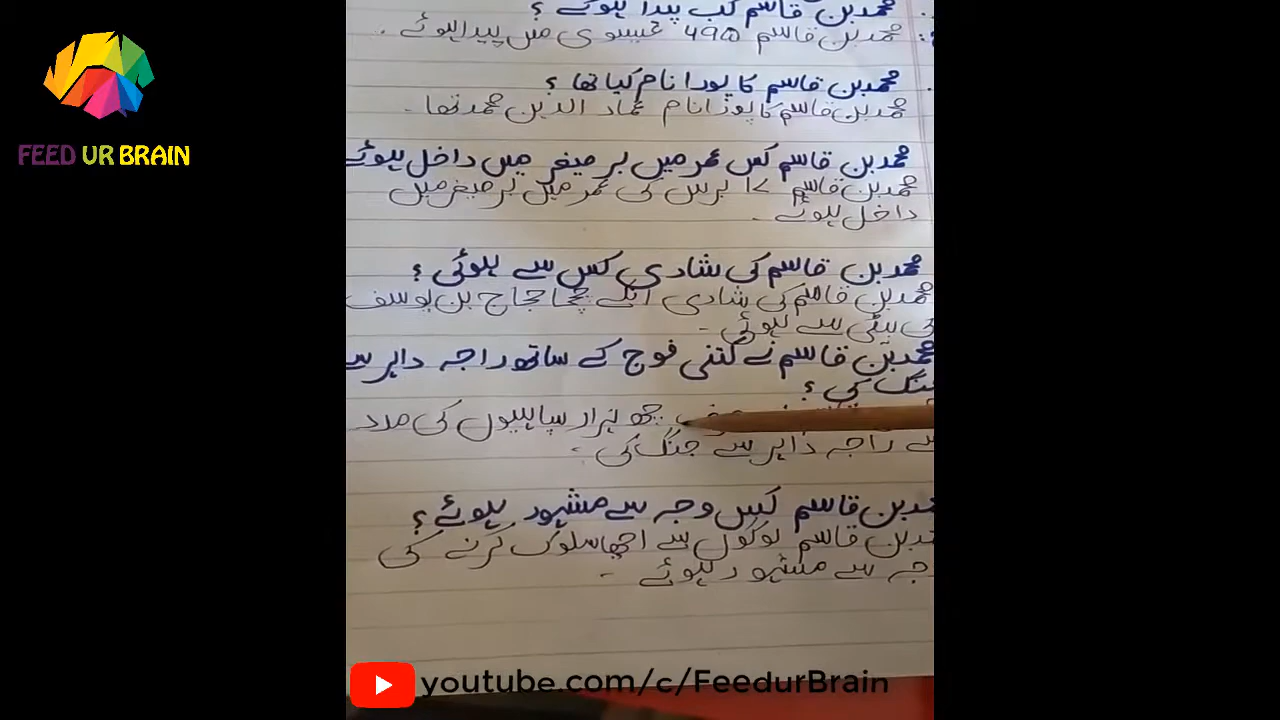 FEED UR BRAIN
محمد بن قاسم کب پیدا ہوئے ؟
محمد بن قاسم 695 عیسوی میں پیدا ہوئے ۔
محمد بن قاسم کا پورا نام کیا تھا ؟
محمد بن قاسم کا پورا نام عماد الدین محمد تھا ۔
محمد بن قاسم کس عمر میں بر صغیر میں داخل ہوئے
محمد بن قاسم ۱۷ برس کی عمر میں بر صغیر میں
داخل ہوئے ۔
محمد بن قاسم کی شادی کس سے ہوئی ؟
محمد بن قاسم کی شادی انکے چچا حجاج بن یوسف
کی بیٹی سے ہوئی ۔
محمد بن قاسم نے کتنی فوج کے ساتھ راجہ داہر سے
جنگ کی ؟
چھ ہزار سپاہیوں کی مدد
سے راجہ داہر سے جنگ کی ۔
محمد بن قاسم کس وجہ سے مشہور ہوئے ؟
محمد بن قاسم لوگوں سے اچھا سلوک کرنے کی
وجہ سے مشہور ہوئے ۔
youtube.com/c/FeedurBrain